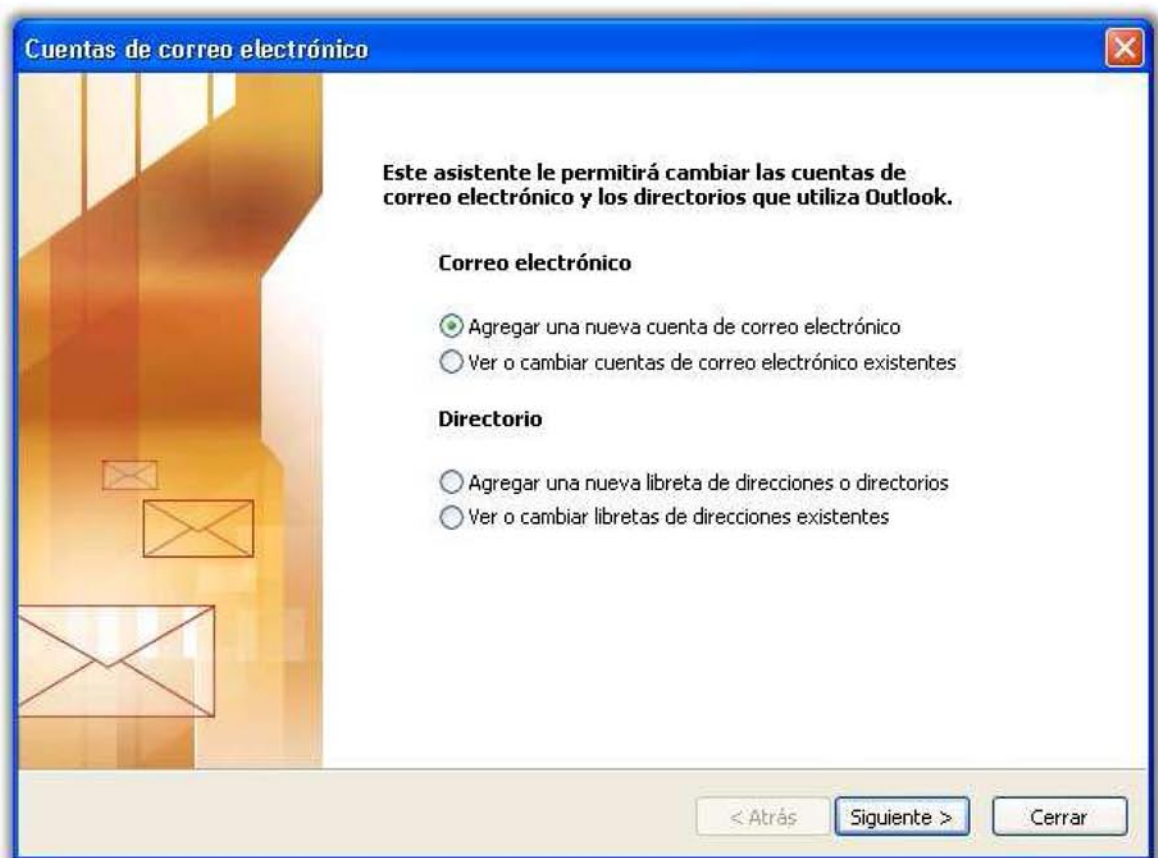 Cuentas de correo electrónico
Este asistente le permitirá cambiar las cuentas de
correo electrónico y los directorios que utiliza Outlook.
Correo electrónico
Agregar una nueva cuenta de correo electrónico
Ver o cambiar cuentas de correo electrónico existentes
Directorio
Agregar una nueva libreta de direcciones o directorios
Ver o cambiar libretas de direcciones existentes
< Atrás Siguiente > Cerrar